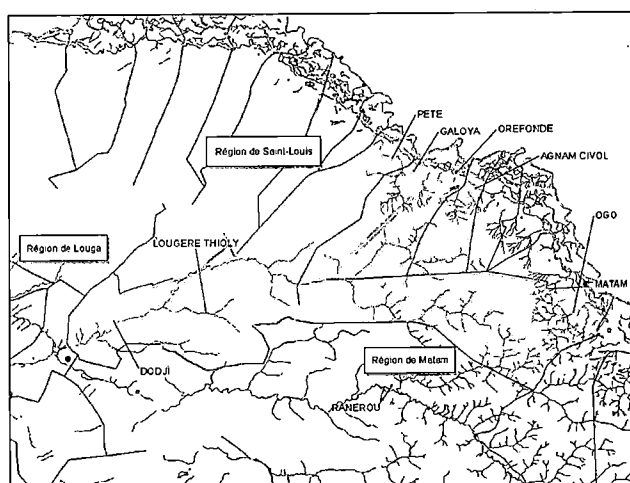 PETE
GALOYA
OREFONDE
Région de Saint-Louis
AGNAM CIVOL
OGO
Région de Louga
LOUGERE THIOLY
MATAM
Région de Matam
DODJI
RANEROU